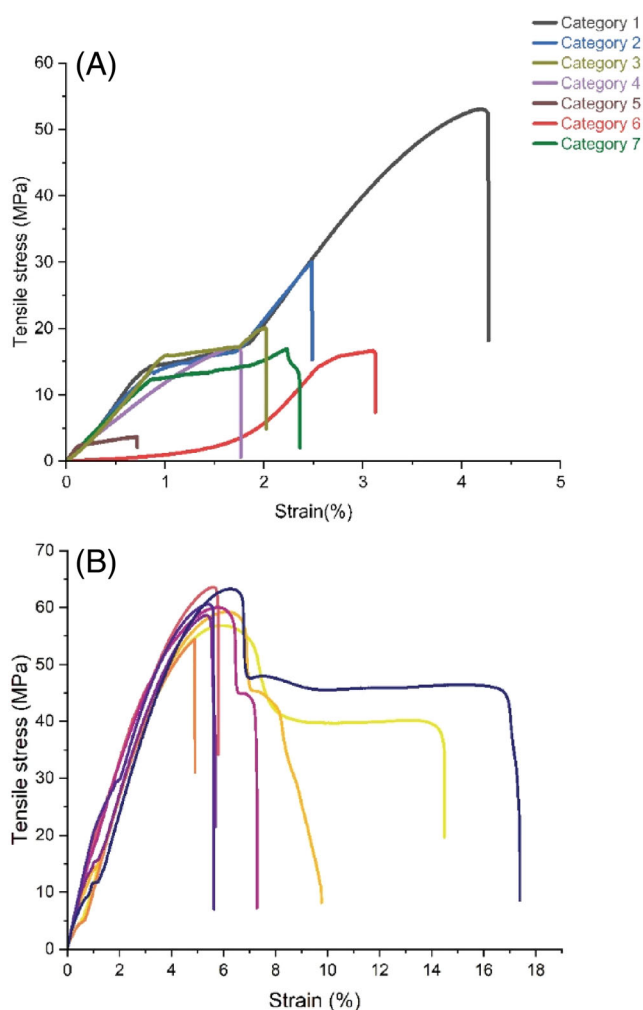 (A)
Category 1
Category 2
Category 3
Category 4
Category 5
Category 6
Category 7
Tensile stress (MPa)
60
50
40
30
20
10
0
0 1 2 3 4 5
Strain(%)
(B)
Tensile stress (MPa)
70
60
50
40
30
20
10
0
0 2 4 6 8 10 12 14 16 18
Strain (%)